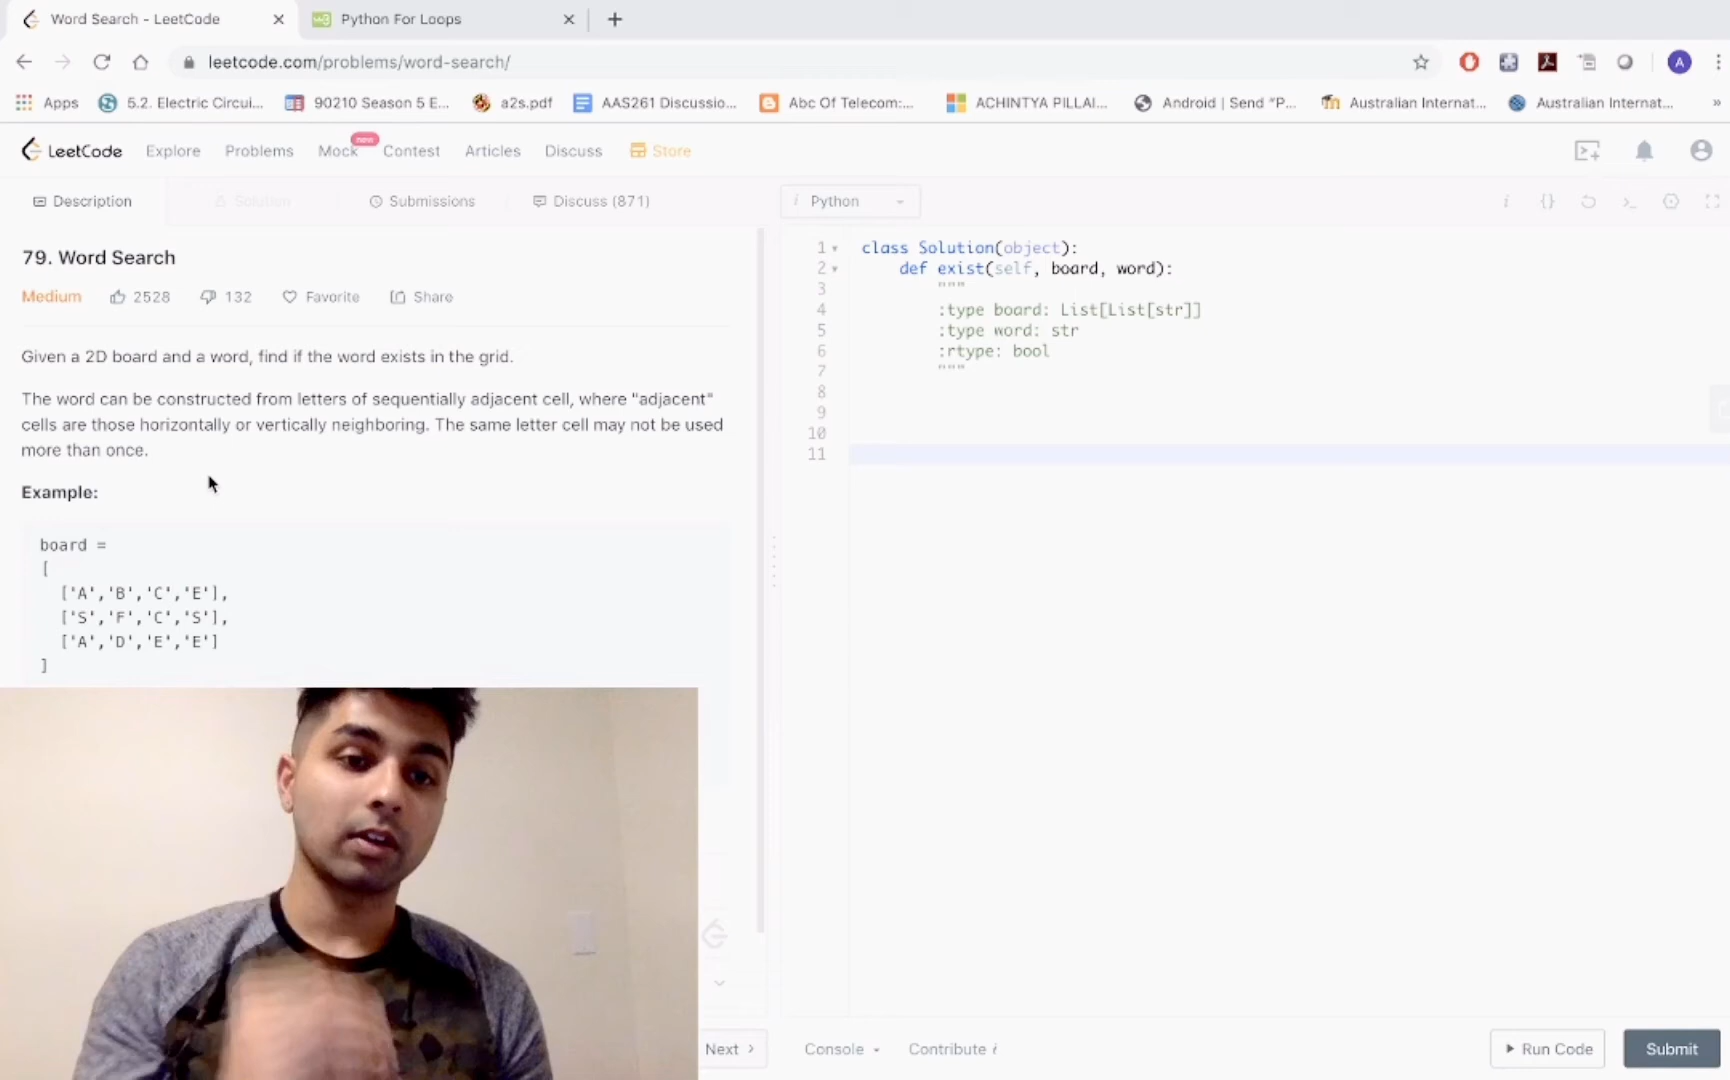 Word Search - LeetCode
Python For Loops
leetcode.com/problems/word-search/
A
Apps
5.2. Electric Circui...
90210 Season 5 E...
a2s.pdf
AAS261 Discussio...
Abc Of Telecom:...
ACHINTYA PILLAI...
Android | Send “P...
Australian Internat...
Australian Internat...
»
LeetCode
Explore
Problems
Mock
new
Contest
Articles
Discuss
Store
Description
Solution
Submissions
Discuss (871)
i Python
79. Word Search
Medium
2528
132
Favorite
Share
Given a 2D board and a word, find if the word exists in the grid.
The word can be constructed from letters of sequentially adjacent cell, where "adjacent"
cells are those horizontally or vertically neighboring. The same letter cell may not be used
more than once.
Example:
board =
[
['A','B','C','E'],
['S','F','C','S'],
['A','D','E','E']
]
1 class Solution(object):
2 def exist(self, board, word):
3 """
4 :type board: List[List[str]]
5 :type word: str
6 :rtype: bool
7 """
8
9
10
11
Next >
Console
Contribute i
Run Code
Submit